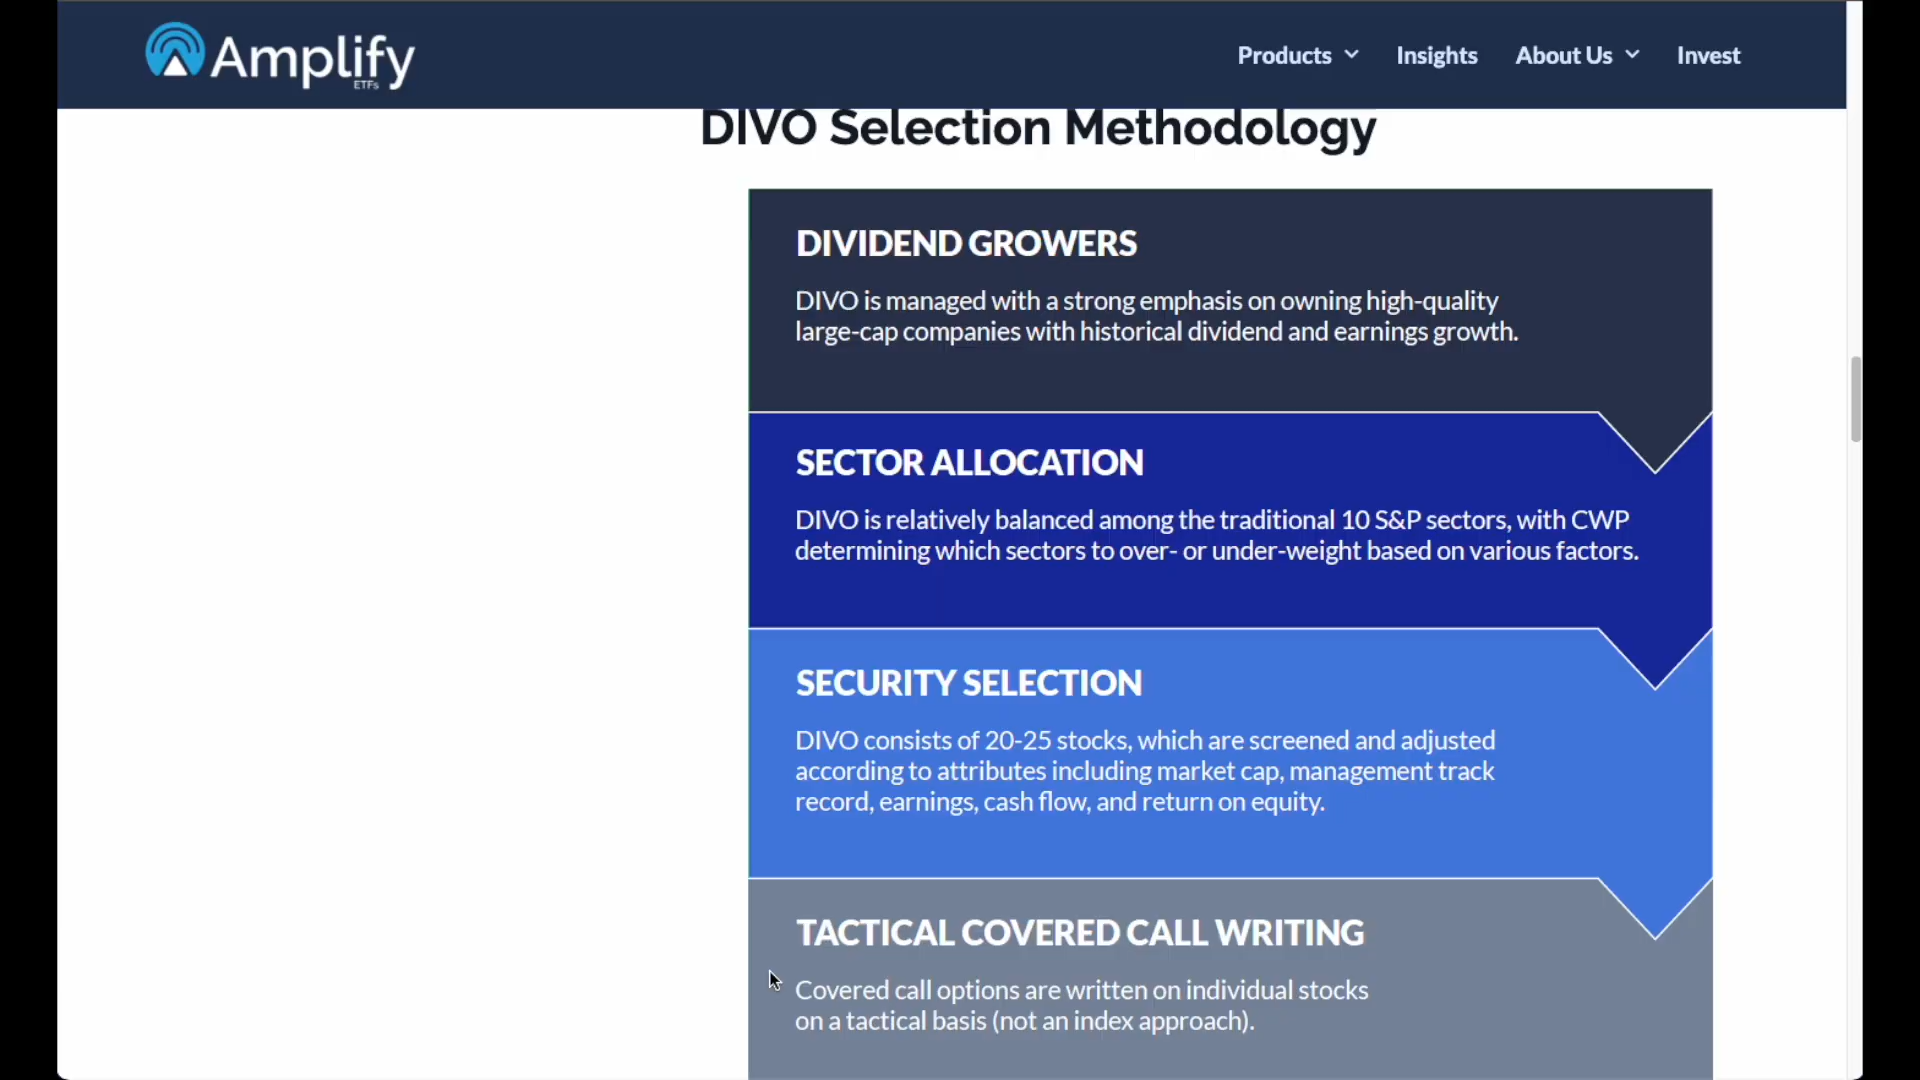 Amplify
ETFs
Products
Insights
About Us
Invest
DIVO Selection Methodology
DIVIDEND GROWERS
DIVO is managed with a strong emphasis on owning high-quality
large-cap companies with historical dividend and earnings growth.
SECTOR ALLOCATION
DIVO is relatively balanced among the traditional 10 S&P sectors, with CWP
determining which sectors to over- or under-weight based on various factors.
SECURITY SELECTION
DIVO consists of 20-25 stocks, which are screened and adjusted
according to attributes including market cap, management track
record, earnings, cash flow, and return on equity.
TACTICAL COVERED CALL WRITING
Covered call options are written on individual stocks
on a tactical basis (not an index approach).